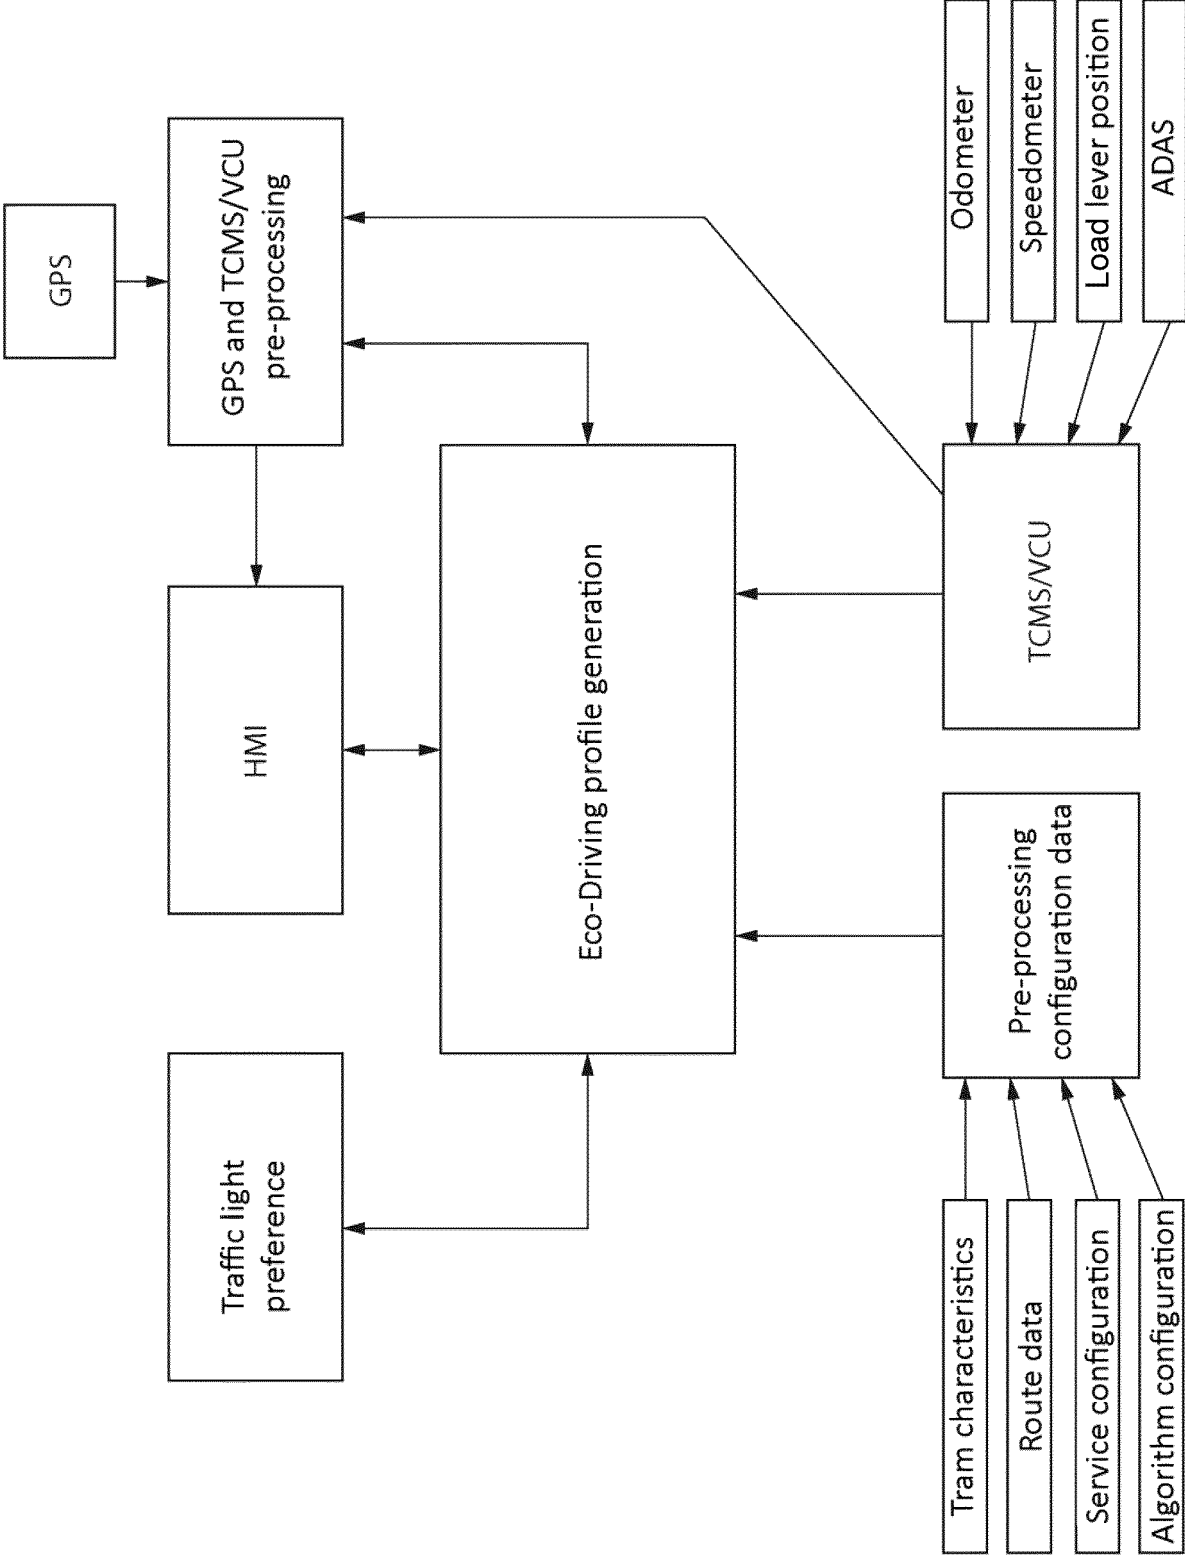 Traffic light
preference
HMI
GPS and TCMS/VCU
pre-processing
GPS
Eco-Driving profile generation
Pre-processing
configuration data
TCMS/VCU
Tram characteristics
Route data
Service configuration
Algorithm configuration
Odometer
Speedometer
Load lever position
ADAS